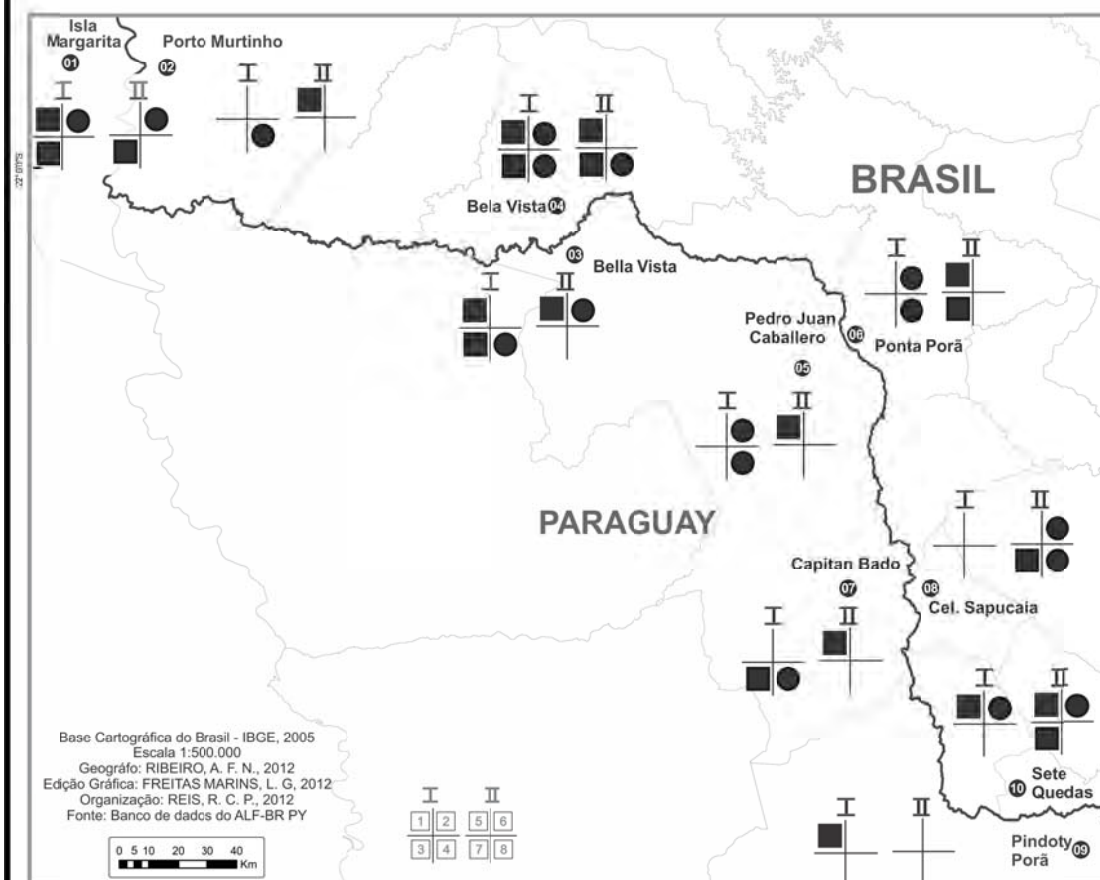 Isla
Margarita
01
Porto Murtinho
02
I
II
I
II
I
II
Bela Vista 04
BRASIL
03
Bella Vista
I
II
I
II
Pedro Juan
Caballero
06
Ponta Porã
05
I
II
PARAGUAY
I
II
Capitan Bado
07
08
Cel. Sapucaia
I
II
I
II
Base Cartográfica do Brasil - IBGE, 2005
Escala 1:500.000
Geográfo: RIBEIRO, A. F. N., 2012
Edição Gráfica: FREITAS MARINS, L. G, 2012
Organização: REIS, R. C. P., 2012
Fonte: Banco de dados do ALF-BR PY
0 5 10 20 30 40
Km
I II
1 2 5 6
3 4 7 8
10
Sete
Quedas
I
II
Pindoty
Porã
09